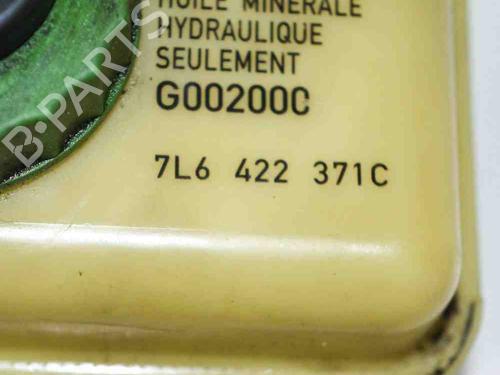 HUILE MINERALE
HYDRAULIQUE
SEULEMENT
G00200C
7L6 422 371C
B-PARTS